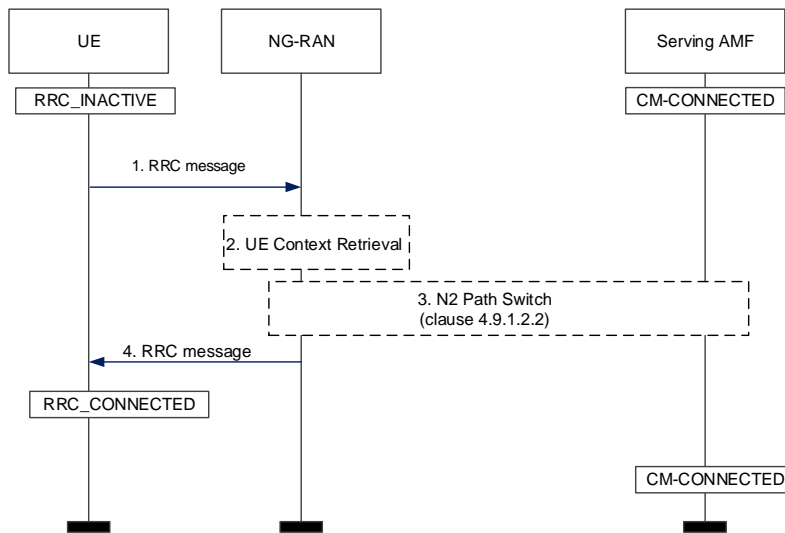 UE
NG-RAN
Serving AMF
RRC_INACTIVE
CM-CONNECTED
1. RRC message
2. UE Context Retrieval
3. N2 Path Switch
(clause 4.9.1.2.2)
4. RRC message
RRC_CONNECTED
CM-CONNECTED